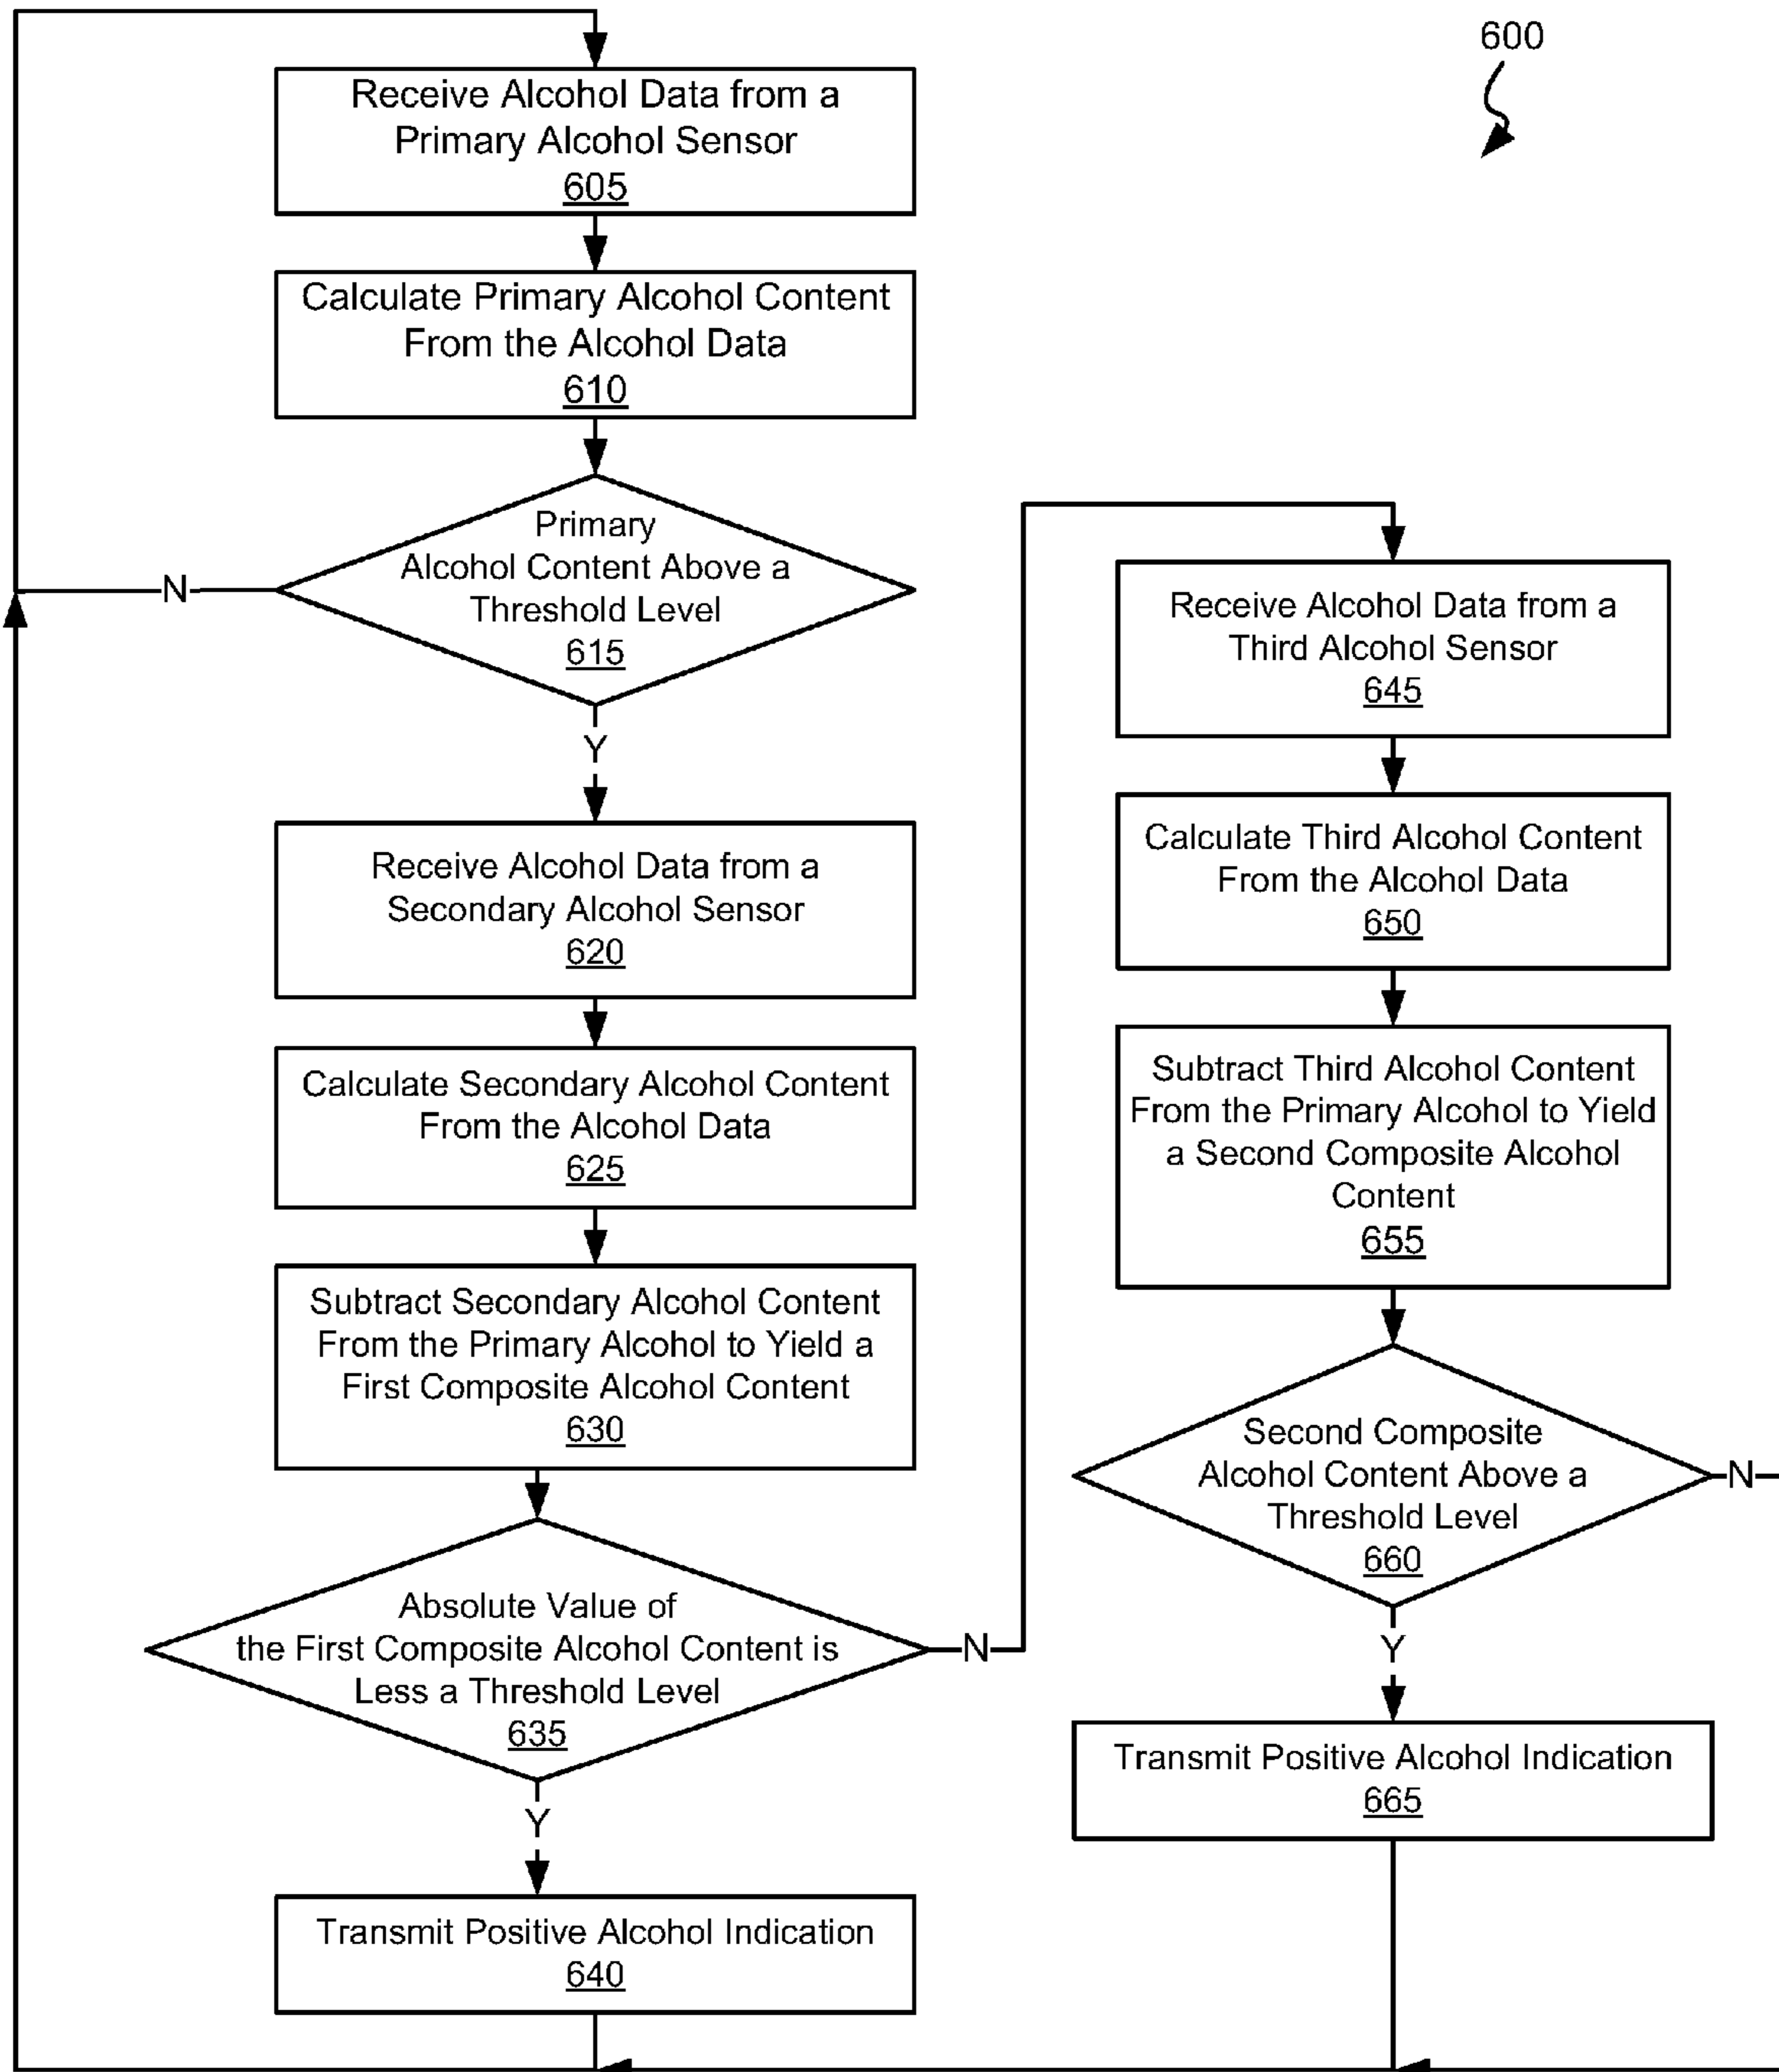 600
Receive Alcohol Data from a
Primary Alcohol Sensor
605
Calculate Primary Alcohol Content
From the Alcohol Data
610
Primary
Alcohol Content Above a
Threshold Level
615
N
Y
Receive Alcohol Data from a
Secondary Alcohol Sensor
620
Calculate Secondary Alcohol Content
From the Alcohol Data
625
Subtract Secondary Alcohol Content
From the Primary Alcohol to Yield a
First Composite Alcohol Content
630
Absolute Value of
the First Composite Alcohol Content is
Less a Threshold Level
635
N
Y
Transmit Positive Alcohol Indication
640
Receive Alcohol Data from a
Third Alcohol Sensor
645
Calculate Third Alcohol Content
From the Alcohol Data
650
Subtract Third Alcohol Content
From the Primary Alcohol to Yield
a Second Composite Alcohol
Content
655
Second Composite
Alcohol Content Above a
Threshold Level
660
N
Y
Transmit Positive Alcohol Indication
665